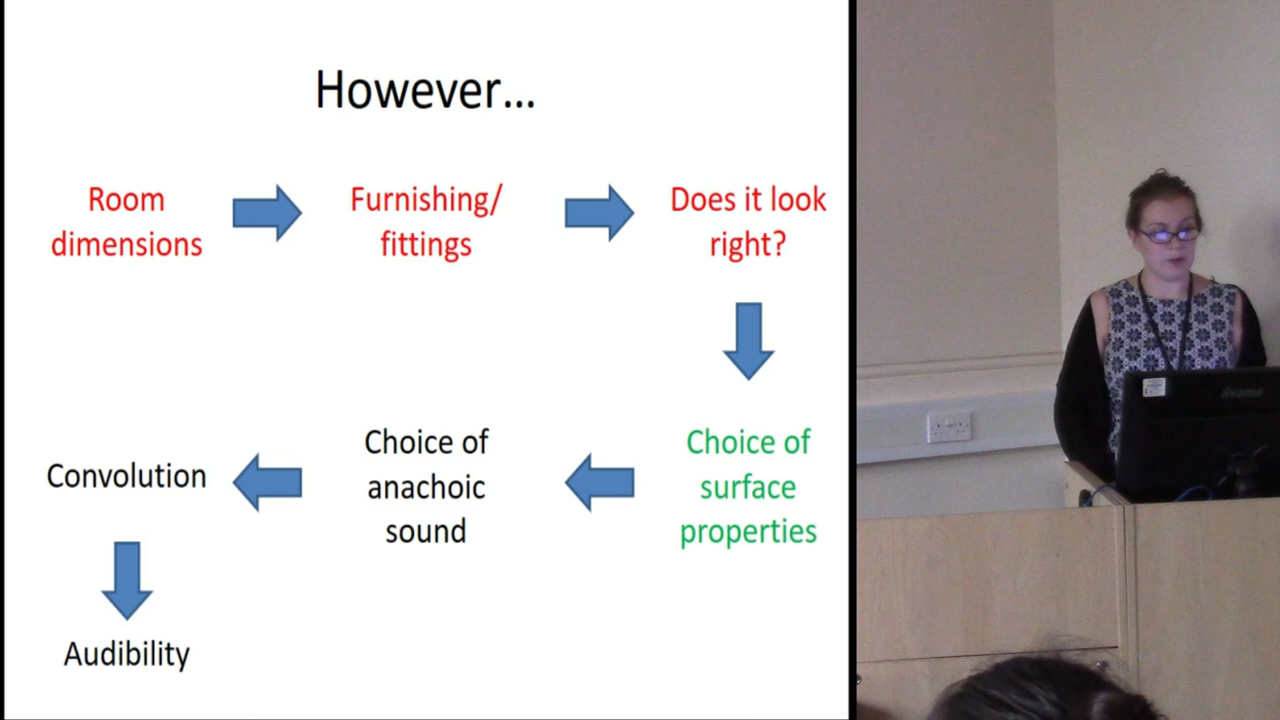 However...
Room
dimensions
Furnishing/
fittings
Does it look
right?
Choice of
surface
properties
Choice of
anachoic
sound
Convolution
Audibility
iiyama